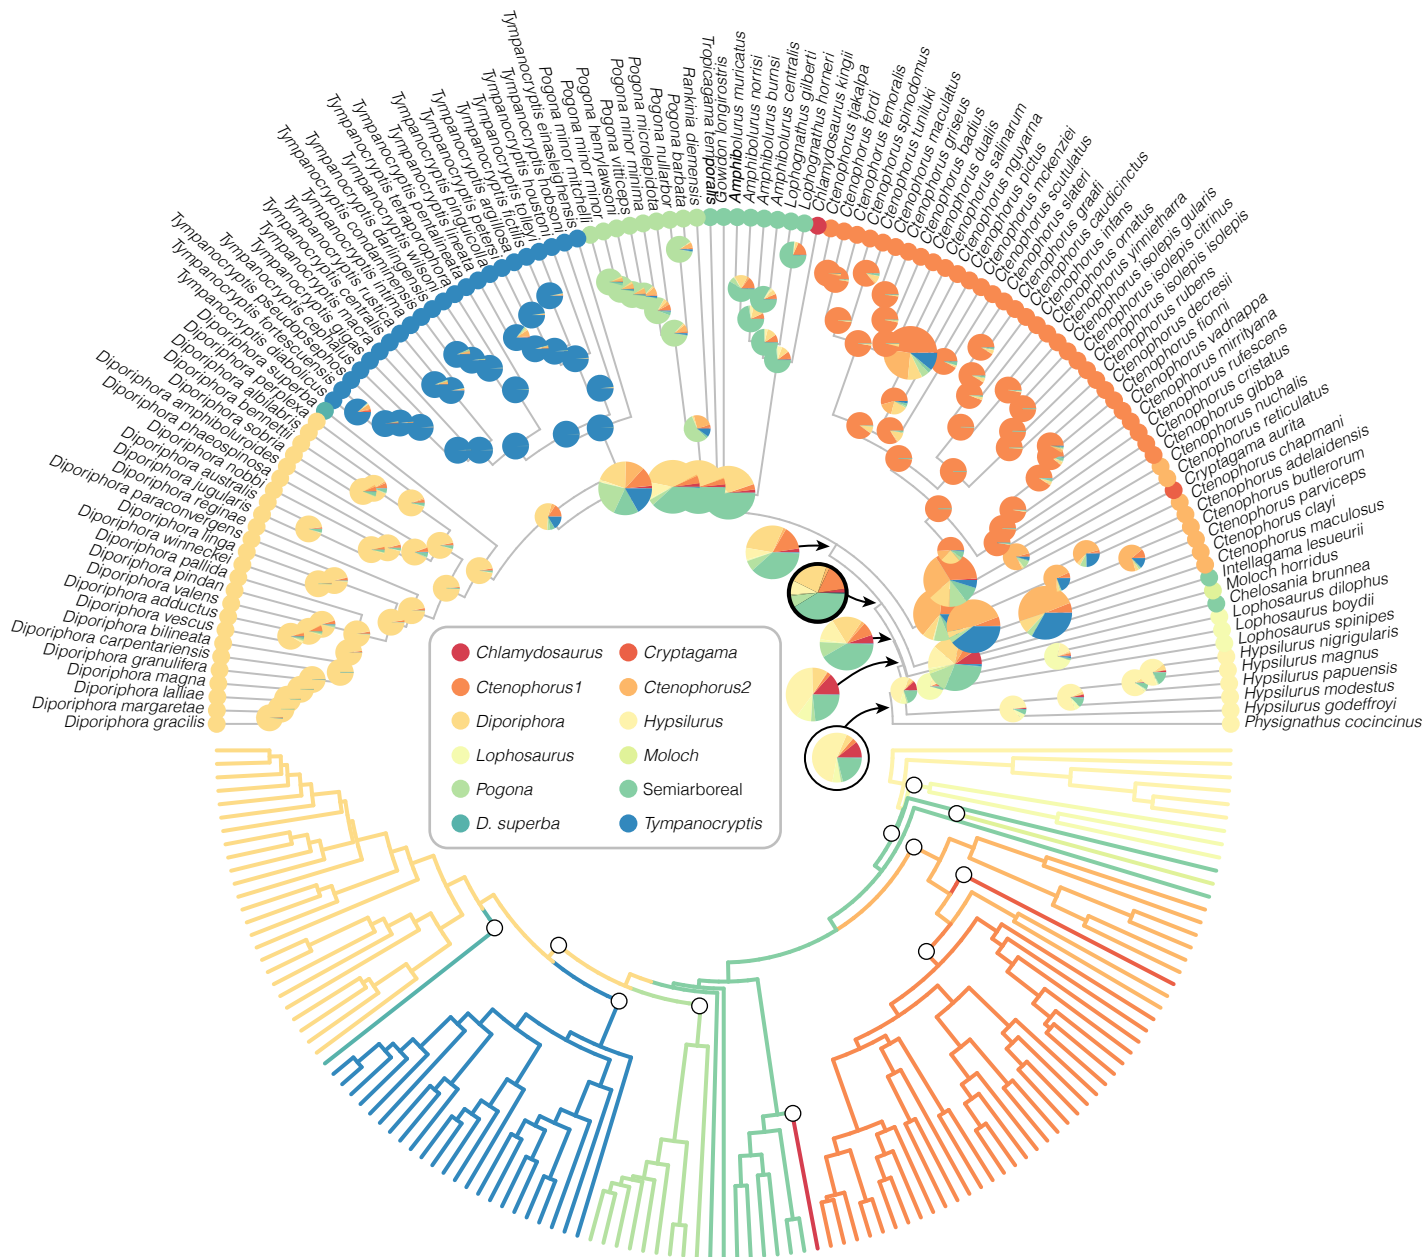 Diporiphora gracilis
Diporiphora margaretae
Diporiphora lalliae
Diporiphora magna
Diporiphora granulifera
Diporiphora carpentariensis
Diporiphora bilineata
Diporiphora vescus
Diporiphora adductus
Diporiphora valens
Diporiphora pindan
Diporiphora pallida
Diporiphora winneckei
Diporiphora linga
Diporiphora paraconvergens
Diporiphora reginae
Diporiphora jugularis
Diporiphora australis
Diporiphora nobbi
Diporiphora phaeospinosa
Diporiphora amphiboluroides
Diporiphora sobria
Diporiphora bennettii
Diporiphora albilabris
Diporiphora perplexa
Diporiphora superba
Tympanocryptis diabolicus
Tympanocryptis fortescuensis
Tympanocryptis pseudopsephos
Tympanocryptis cephalus
Tympanocryptis gigas
Tympanocryptis macra
Tympanocryptis centralis
Tympanocryptis rustica
Tympanocryptis intima
Tympanocryptis darlingensis
Tympanocryptis condaminensis
Tympanocryptis wilsoni
Tympanocryptis tetraporophora
Tympanocryptis pentalineata
Tympanocryptis lineata
Tympanocryptis pinguicolla
Tympanocryptis petersi
Tympanocryptis argillosa
Tympanocryptis fictilis
Tympanocryptis tolleyi
Tympanocryptis houstoni
Tympanocryptis hobsoni
Tympanocryptis einasleighensis
Pogona minor mitchelli
Pogona minor minor
Pogona henrylawsoni
Pogona vitticeps
Pogona minor minima
Pogona microlepidota
Pogona nullarbor
Pogona barbata
Rankinia diemensis
Tropicagama temporalis
Gowidon longirostris
Amphibolurus muricatus
Amphibolurus norrisi
Amphibolurus burnsi
Amphibolurus centralis
Lophognathus gilberti
Lophognathus horneri
Chlamydosaurus kingii
Ctenophorus tjakalpa
Ctenophorus fordi
Ctenophorus femoralis
Ctenophorus spinodomus
Ctenophorus tuniluki
Ctenophorus maculatus
Ctenophorus griseus
Ctenophorus badius
Ctenophorus dualis
Ctenophorus salinarum
Ctenophorus nguyarna
Ctenophorus pictus
Ctenophorus mckenziei
Ctenophorus scutulatus
Ctenophorus slateri
Ctenophorus graafi
Ctenophorus caudicinctus
Ctenophorus infans
Ctenophorus ornatus
Ctenophorus yinnietharra
Ctenophorus isolepis gularis
Ctenophorus isolepis citrinus
Ctenophorus isolepis isolepis
Ctenophorus rubens
Ctenophorus decresii
Ctenophorus fionni
Ctenophorus vadnappa
Ctenophorus mirrityana
Ctenophorus rufescens
Ctenophorus cristatus
Ctenophorus gibba
Ctenophorus nuchalis
Ctenophorus reticulatus
Cryptagama aurita
Ctenophorus chapmani
Ctenophorus adelaidensis
Ctenophorus butlerorum
Ctenophorus parviceps
Ctenophorus clayi
Ctenophorus maculosus
Intellagama lesueurii
Moloch horridus
Chelosania brunnea
Lophosaurus dilophus
Lophosaurus boydii
Lophosaurus spinipes
Hypsilurus nigrigularis
Hypsilurus magnus
Hypsilurus papuensis
Hypsilurus modestus
Hypsilurus godeffroyi
Physignathus cocincinus
Chlamydosaurus
Cryptagama
Ctenophorus1
Ctenophorus2
Diporiphora
Hypsilurus
Lophosaurus
Moloch
Pogona
Semiarboreal
D. superba
Tympanocryptis